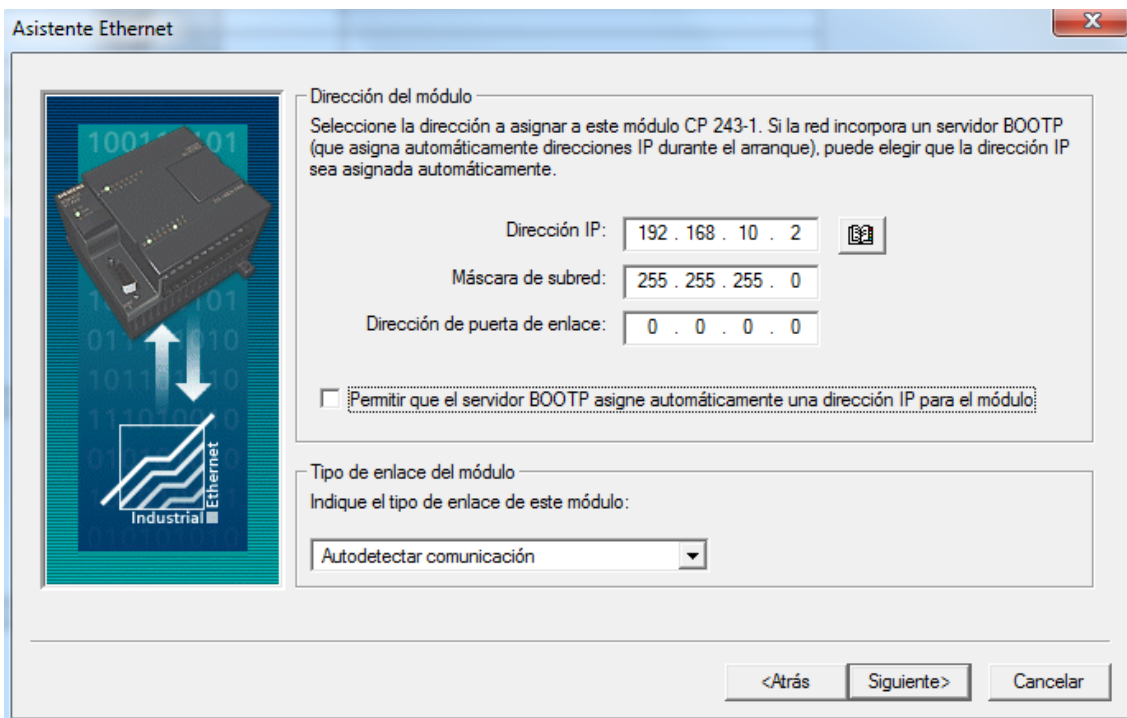 Asistente Ethernet
Dirección del módulo
Seleccione la dirección a asignar a este módulo CP 243-1. Si la red incorpora un servidor BOOTP
(que asigna automáticamente direcciones IP durante el arranque), puede elegir que la dirección IP
sea asignada automáticamente.
Dirección IP: 192 . 168 . 10 . 2
Máscara de subred: 255 . 255 . 255 . 0
Dirección de puerta de enlace: 0 . 0 . 0 . 0
Permitir que el servidor BOOTP asigne automáticamente una dirección IP para el módulo
Tipo de enlace del módulo
Indique el tipo de enlace de este módulo:
Autodetectar comunicación
Industrial Ethernet
<Atrás Siguiente> Cancelar